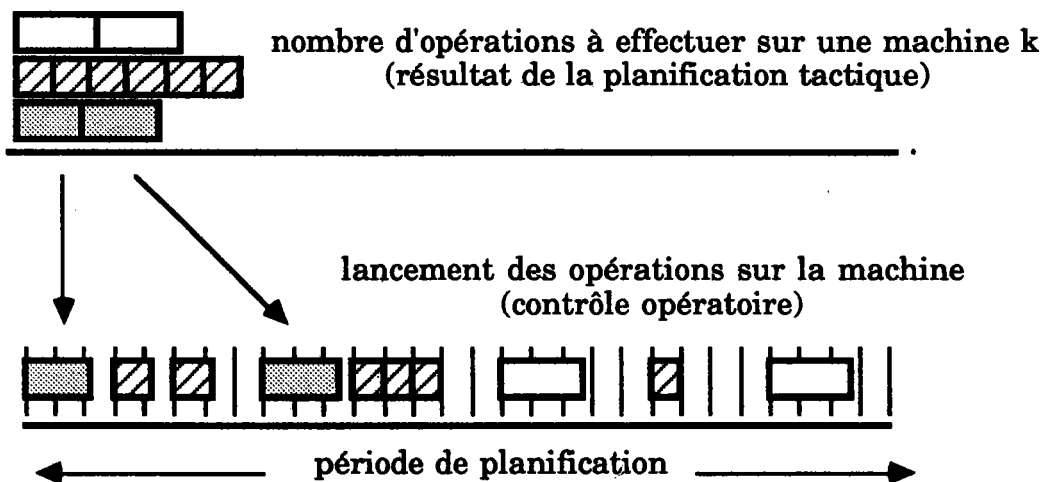 nombre d'opérations à effectuer sur une machine k
(résultat de la planification tactique)
lancement des opérations sur la machine
(contrôle opératoire)
période de planification